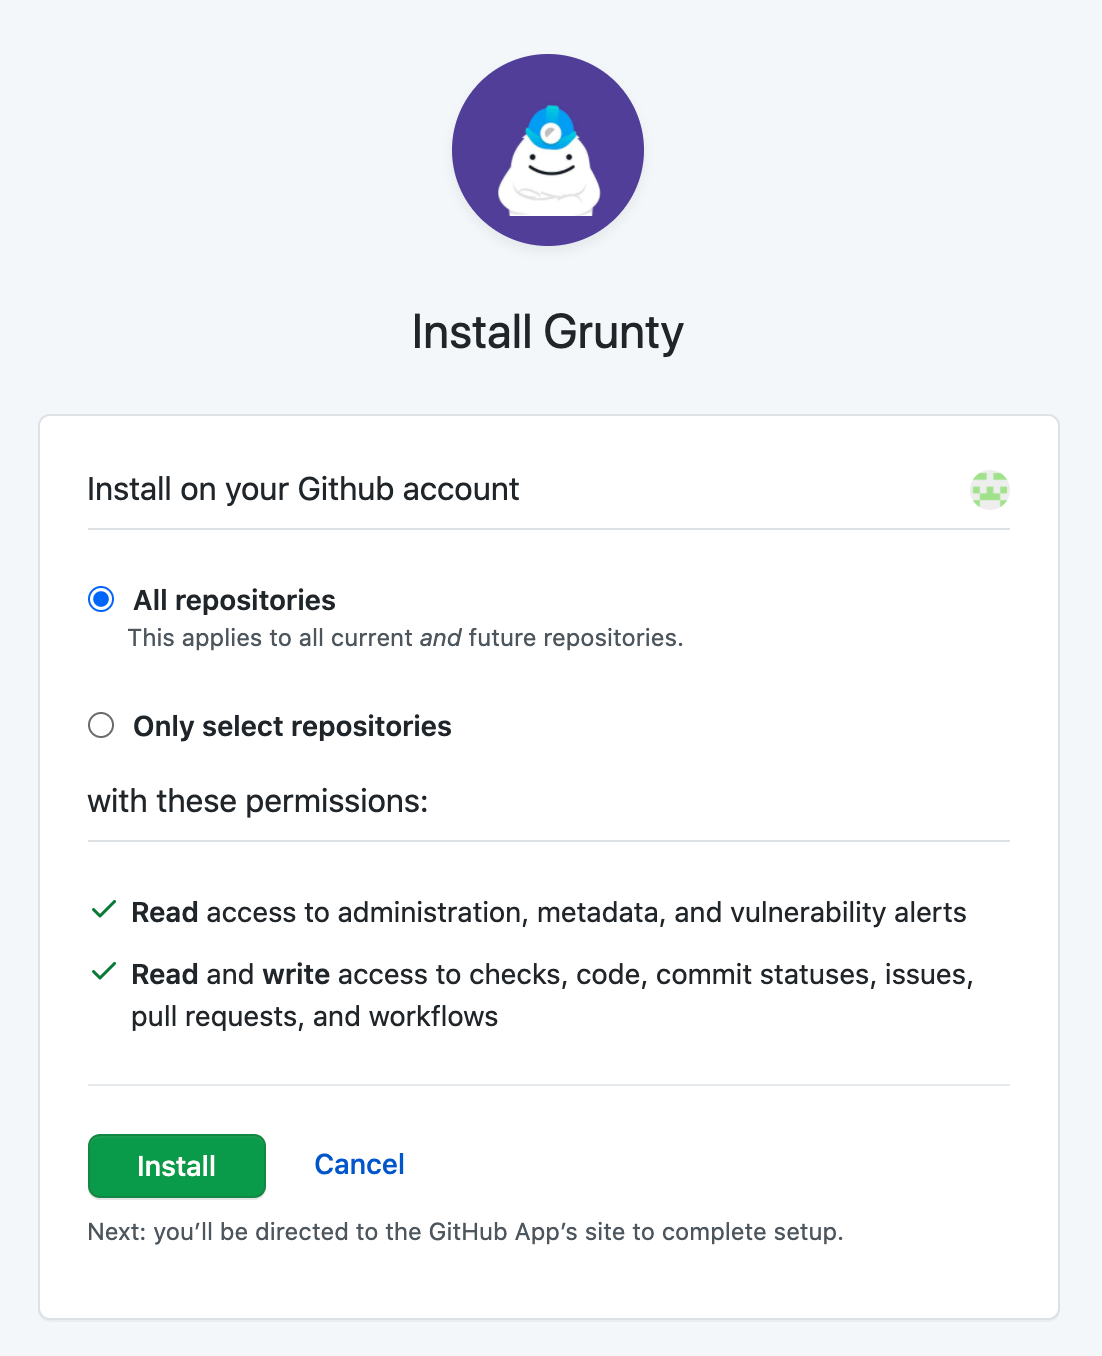 Install Grunty
Install on your Github account
All repositories
This applies to all current and future repositories.
Only select repositories
with these permissions:
Read access to administration, metadata, and vulnerability alerts
Read and write access to checks, code, commit statuses, issues,
pull requests, and workflows
Install Cancel
Next: you’ll be directed to the GitHub App’s site to complete setup.